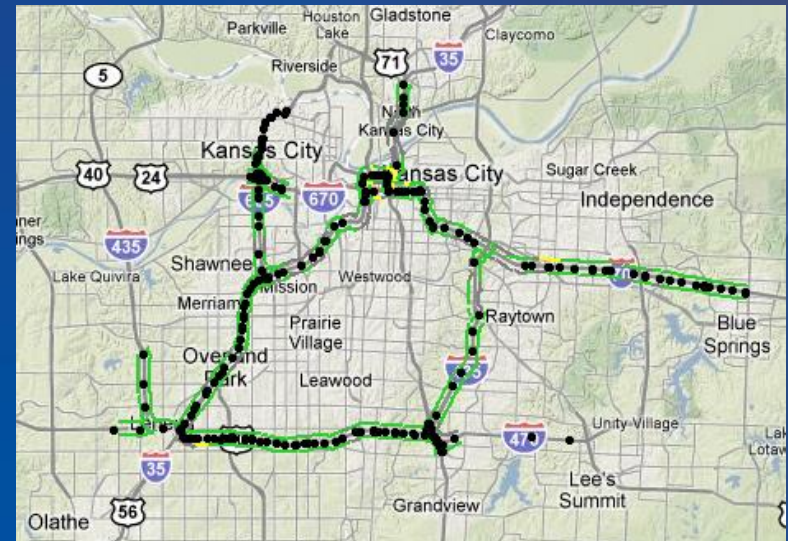 Houston
Lake
Gladstone
Parkville
Claycomo
71
35
5
Riverside
North
Kansas City
Kansas City
Kansas City
40
24
Sugar Creek
670
Independence
435
Shawnee
Lake Quivira
Mission
Westwood
Merriam
Raytown
Prairie
Village
Blue
Springs
Overland
Park
Leawood
Unity Village
35
Lee's
Summit
Grandview
56
Olathe